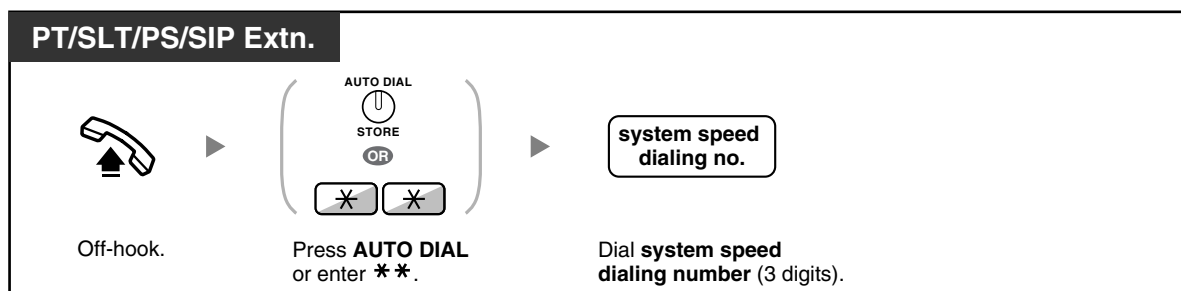 PT/SLT/PS/SIP Extn.
AUTO DIAL
STORE
OR
* *
system speed
dialing no.
Off-hook.
Press AUTO DIAL
or enter * *.
Dial system speed
dialing number (3 digits).